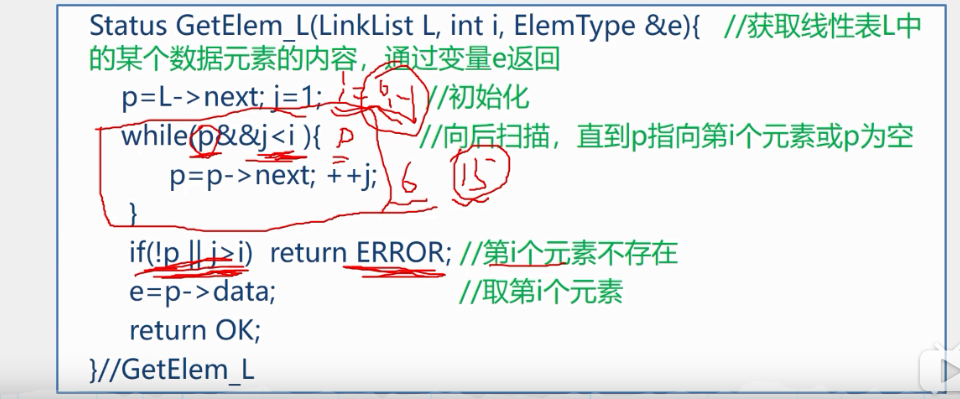 Status GetElem_L(LinkList L, int i, ElemType &e){ //获取线性表L中
的某个数据元素的内容，通过变量e返回
p=L->next; j=1; //初始化
while(p&&j<i){ p //向后扫描，直到p指向第i个元素或p为空
p=p->next; ++j; 6 15
}
if(!p || j>i) return ERROR; //第i个元素不存在
e=p->data; //取第i个元素
return OK;
}//GetElem_L